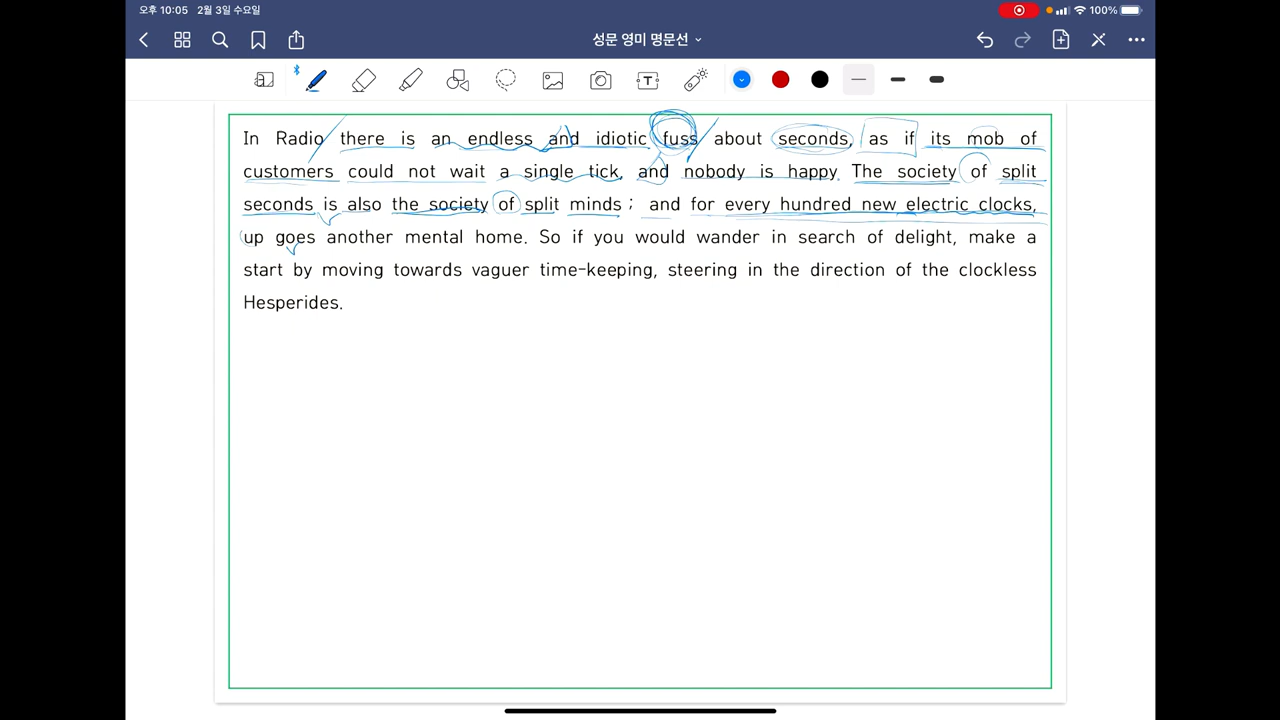 오후 10:05 2월 3일 수요일 100%
성문 영미 명문선
T
In Radio there is an endless and idiotic fuss about seconds, as if its mob of
customers could not wait a single tick, and nobody is happy. The society of split
seconds is also the society of split minds ; and for every hundred new electric clocks,
up goes another mental home. So if you would wander in search of delight, make a
start by moving towards vaguer time-keeping, steering in the direction of the clockless
Hesperides.